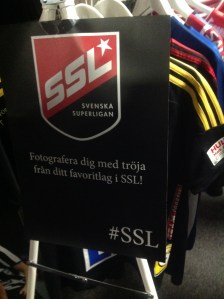 SSL
SVENSKA
SUPERLIGAN
Fotografera dig med tröja
från ditt favoritlag i SSL!
#SSL